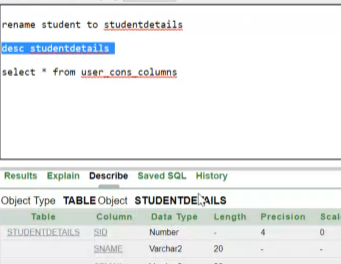 rename student to studentdetails
desc studentdetails
select * from user_cons_columns
Results Explain Describe Saved SQL History
Object Type TABLE Object STUDENTDETAILS
Table Column Data Type Length Precision
STUDENTDETAILS SID Number - 4 0
SNAME Varchar2 20 - -